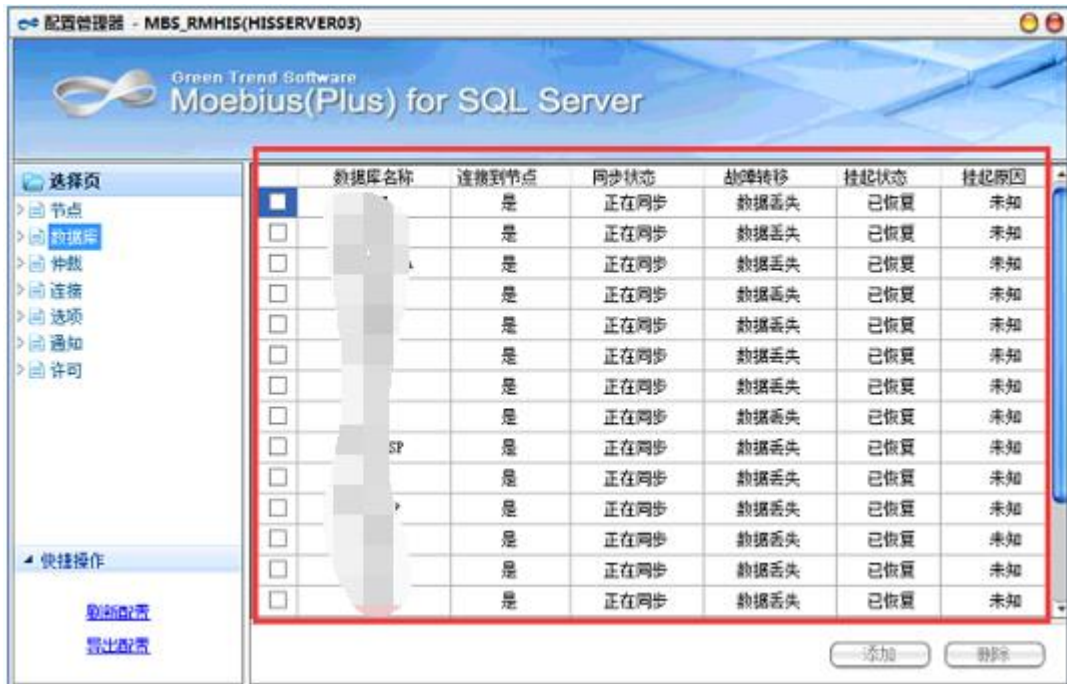 配置管理器 - MBS_RMHIS(HISSERVER03)
Green Trend Software
Moebius(Plus) for SQL Server
选择页
节点
数据库
仲裁
连接
选项
通知
许可
快捷操作
刷新配置
导出配置
数据库名称 连接到节点 同步状态 故障转移 挂起状态 挂起原因
是 正在同步 数据丢失 已恢复 未知
是 正在同步 数据丢失 已恢复 未知
是 正在同步 数据丢失 已恢复 未知
是 正在同步 数据丢失 已恢复 未知
是 正在同步 数据丢失 已恢复 未知
是 正在同步 数据丢失 已恢复 未知
是 正在同步 数据丢失 已恢复 未知
是 正在同步 数据丢失 已恢复 未知
SP 是 正在同步 数据丢失 已恢复 未知
是 正在同步 数据丢失 已恢复 未知
是 正在同步 数据丢失 已恢复 未知
是 正在同步 数据丢失 已恢复 未知
是 正在同步 数据丢失 已恢复 未知
是 正在同步 数据丢失 已恢复 未知
添加 删除